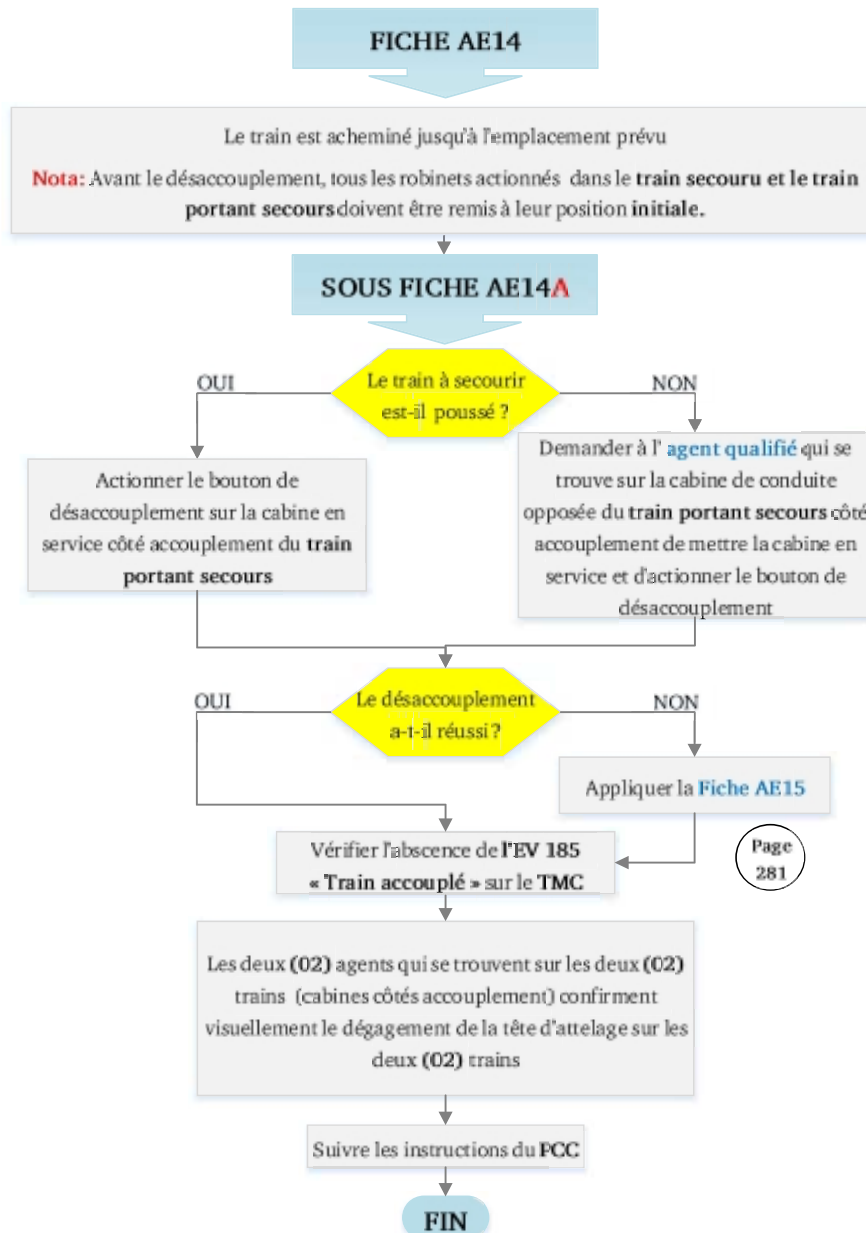 FICHE AE14
Le train est acheminé jusqu'à l'emplacement prévu
Nota: Avant le désaccouplement, tous les robinets actionnés dans le train secouru et le train
portant secours doivent être remis à leur position initiale.
SOUS FICHE AE14A
Le train à secourir
est-il poussé ?
OUI
NON
Actionner le bouton de
désaccouplement sur la cabine en
service côté accouplement du train
portant secours
Demander à l' agent qualifié qui se
trouve sur la cabine de conduite
opposée du train portant secours côté
accouplement de mettre la cabine en
service et d'actionner le bouton de
désaccouplement
Le désaccouplement
a-t-il réussi ?
OUI
NON
Appliquer la Fiche AE15
Page
281
Vérifier l'abscence de l'EV 185
« Train accouplé » sur le TMC
Les deux (02) agents qui se trouvent sur les deux (02)
trains (cabines côtés accouplement) confirment
visuellement le dégagement de la tête d'attelage sur les
deux (02) trains
Suivre les instructions du PCC
FIN